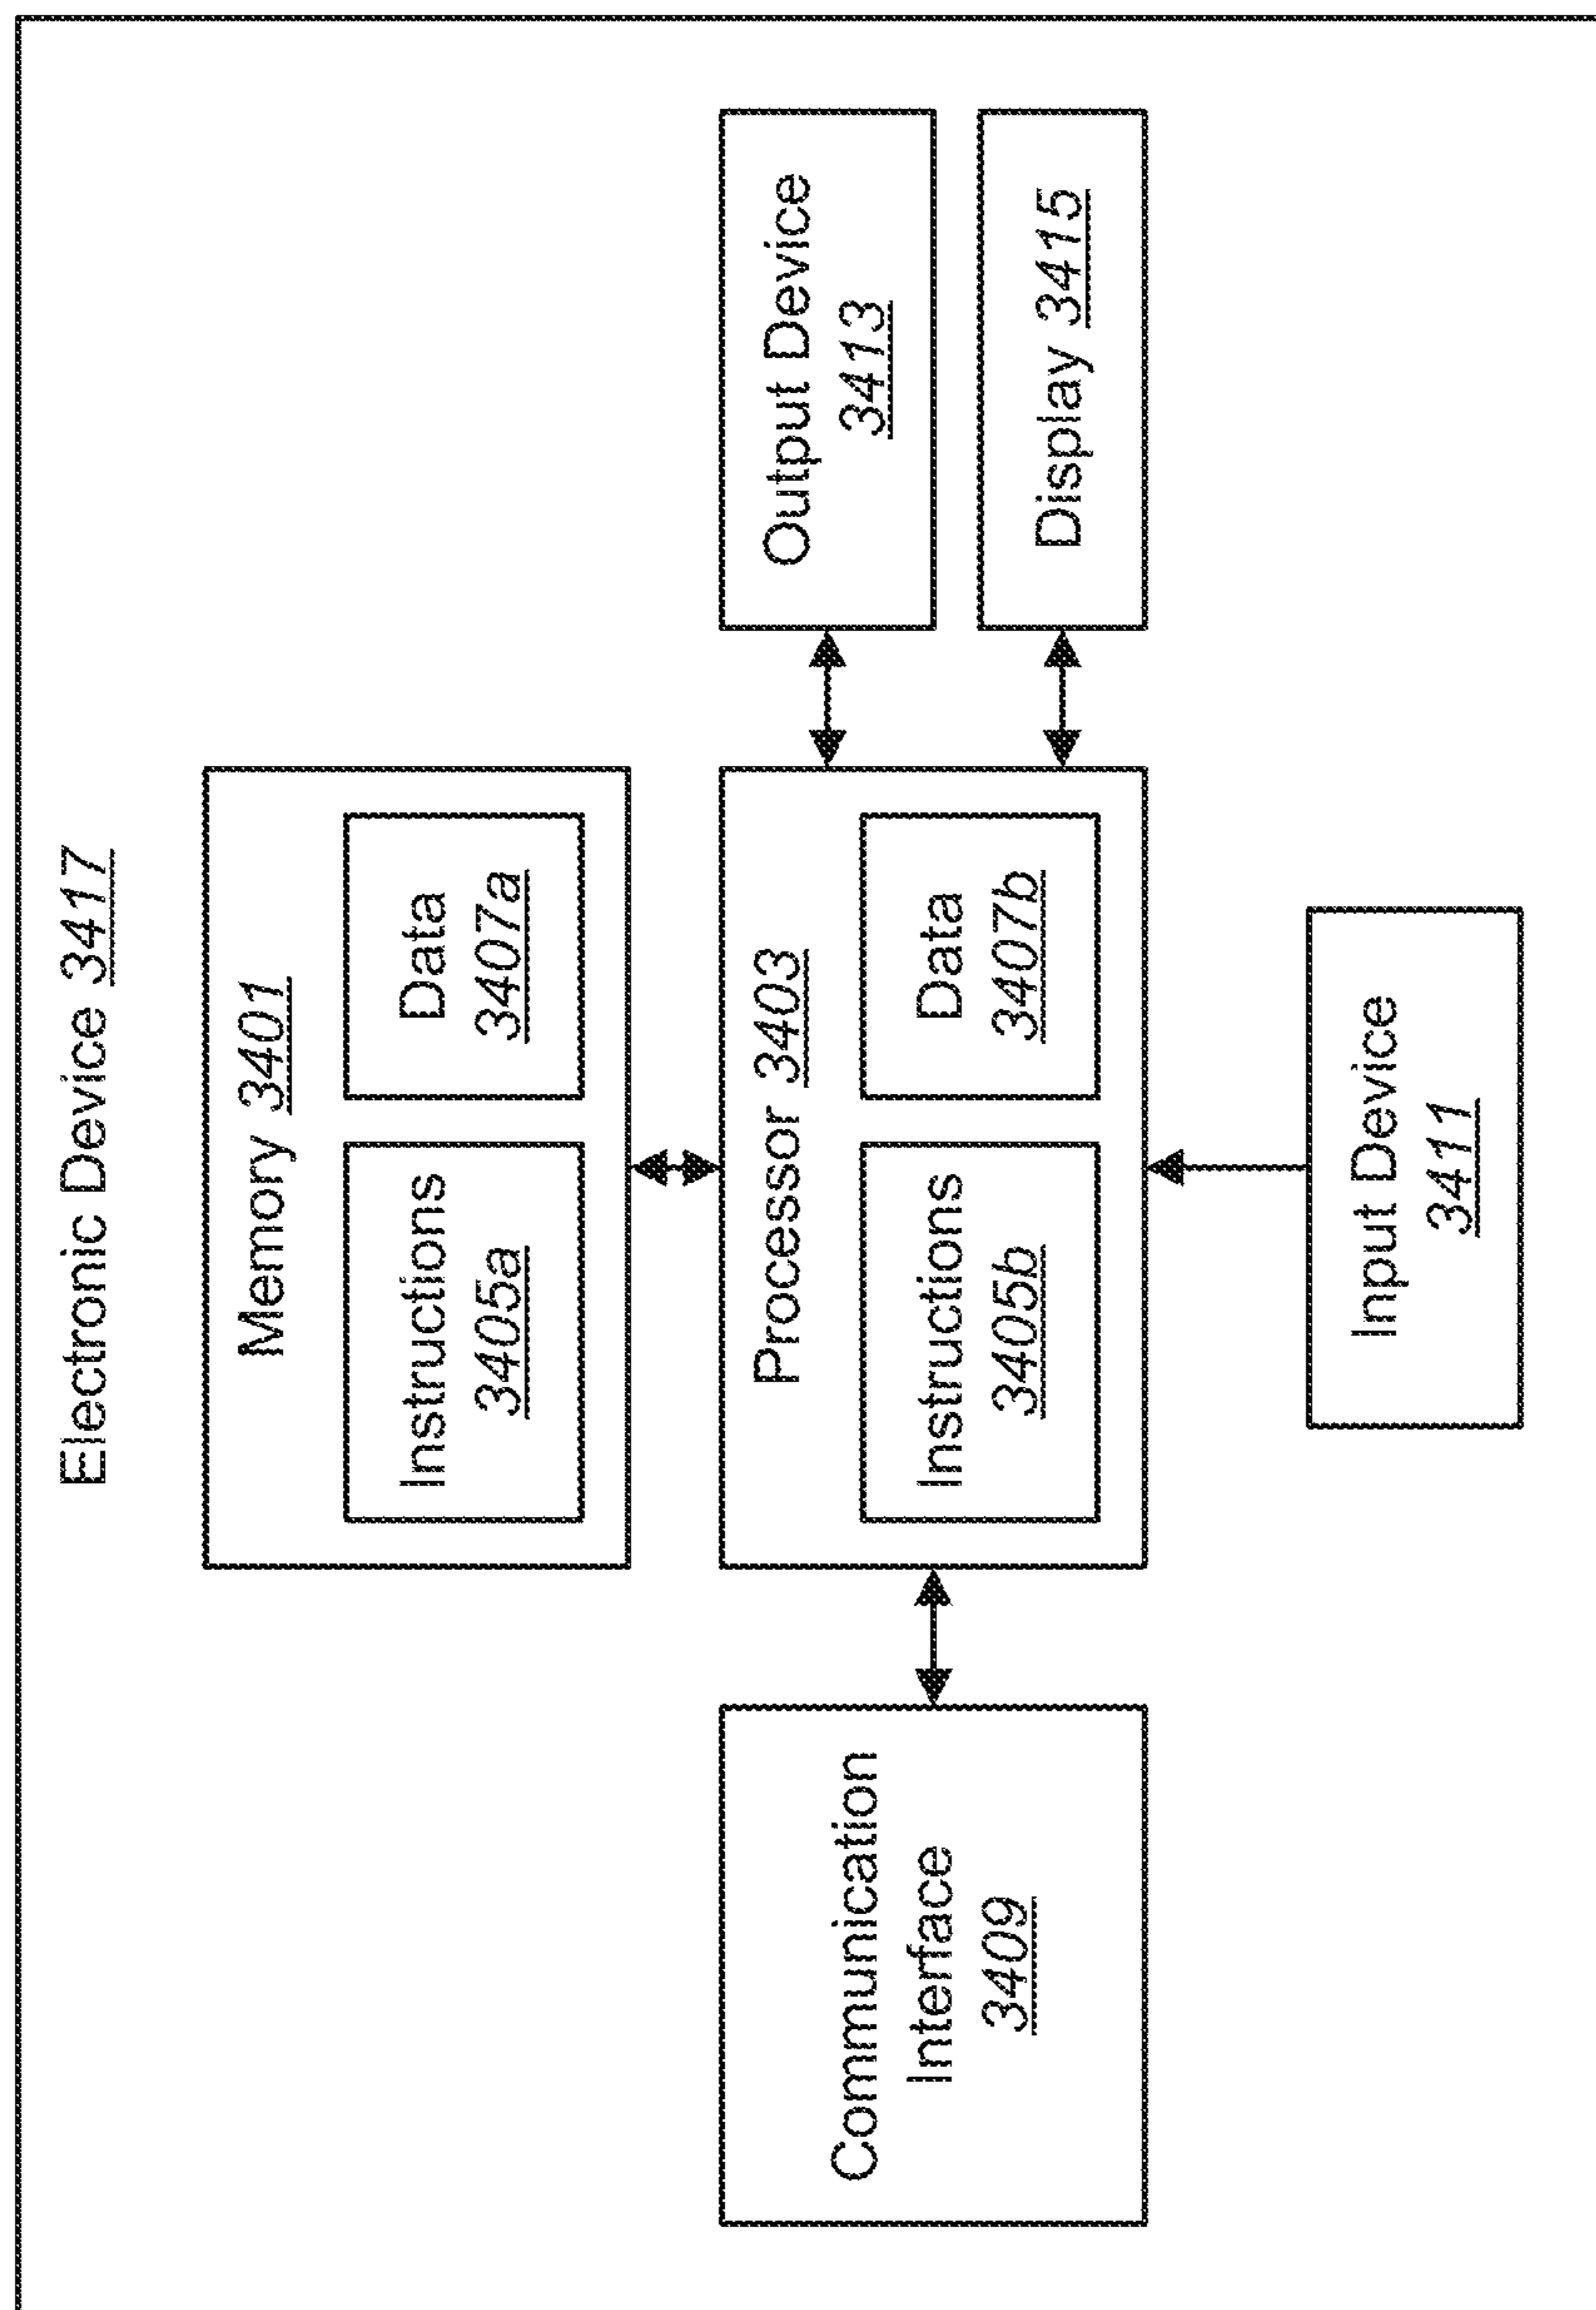 Electronic Device 3417
Memory 3401
Instructions
3405a
Data
3407a
Communication
Interface
3409
Processor 3403
Instructions
3405b
Data
3407b
Output Device
3413
Display 3415
Input Device
3411